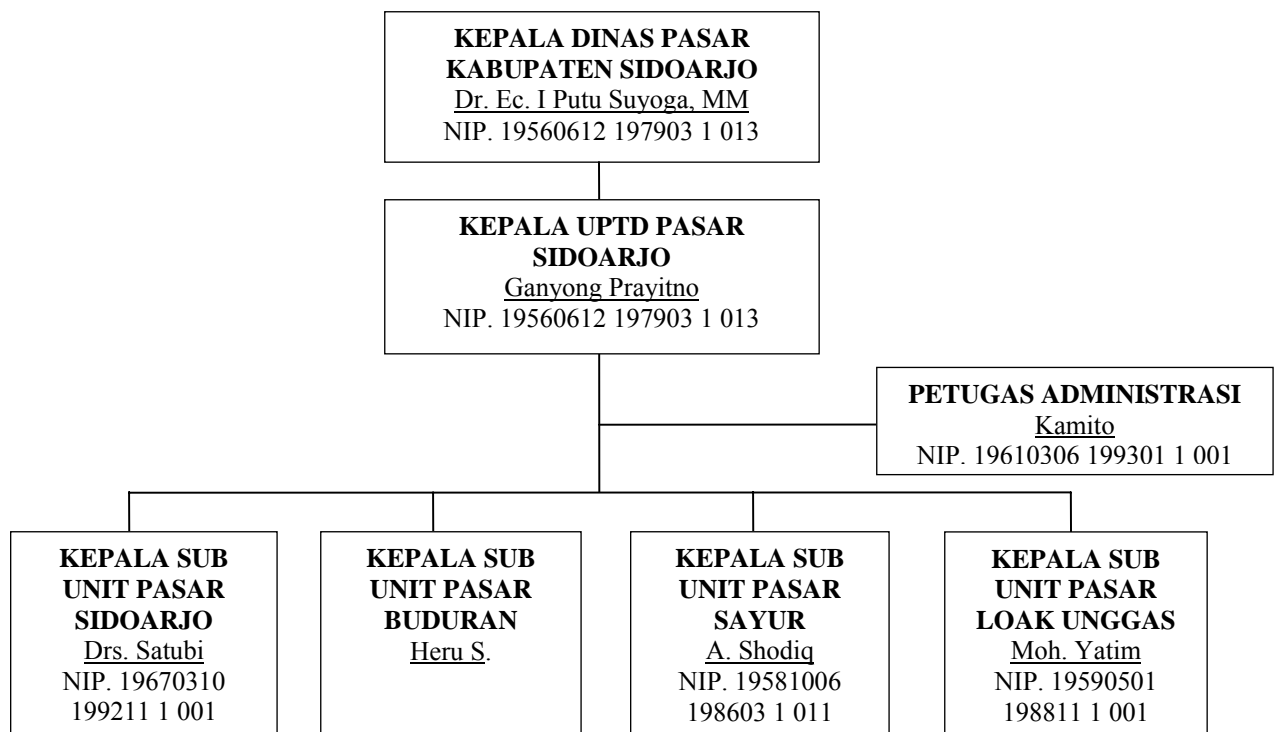 KEPALA DINAS PASAR
KABUPATEN SIDOARJO
Dr. Ec. I Putu Suyoga, MM
NIP. 19560612 197903 1 013
KEPALA UPTD PASAR
SIDOARJO
Ganyong Prayitno
NIP. 19560612 197903 1 013
PETUGAS ADMINISTRASI
Kamito
NIP. 19610306 199301 1 001
KEPALA SUB
UNIT PASAR
SIDOARJO
Drs. Satubi
NIP. 19670310
199211 1 001
KEPALA SUB
UNIT PASAR
BUDURAN
Heru S.
KEPALA SUB
UNIT PASAR
SAYUR
A. Shodiq
NIP. 19581006
198603 1 011
KEPALA SUB
UNIT PASAR
LOAK UNGGAS
Moh. Yatim
NIP. 19590501
198811 1 001